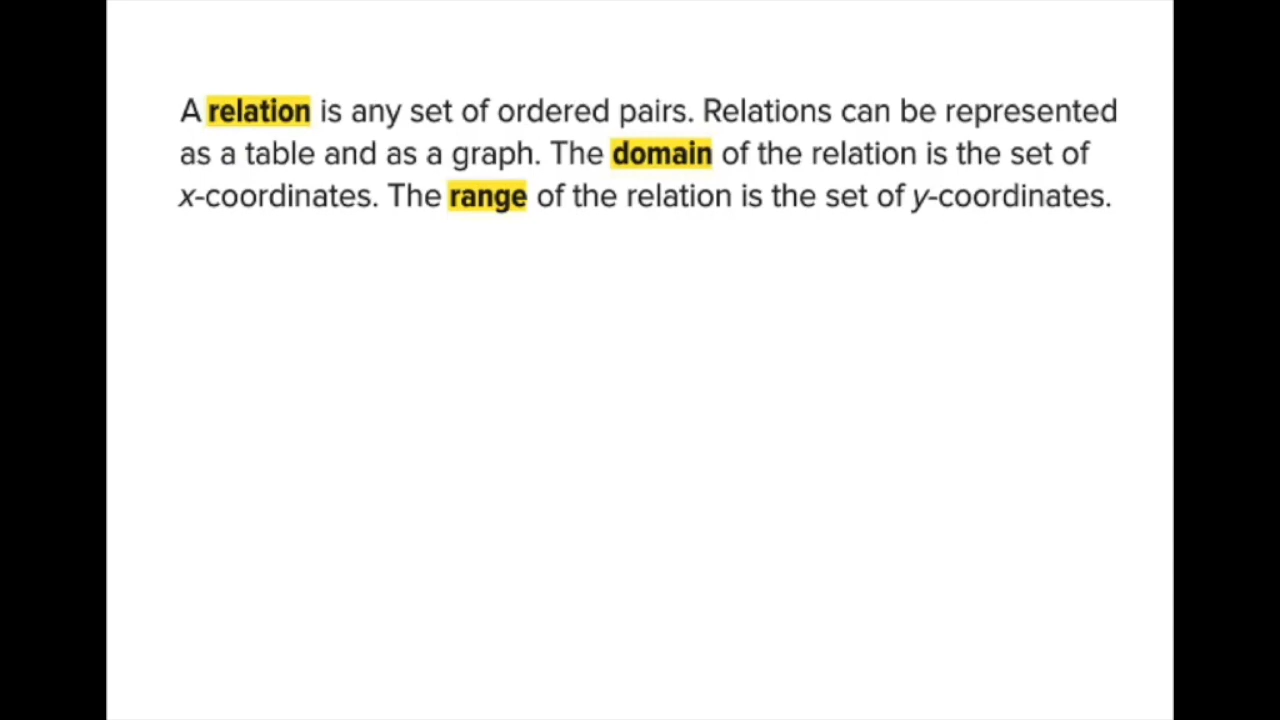 A relation is any set of ordered pairs. Relations can be represented
as a table and as a graph. The domain of the relation is the set of
x-coordinates. The range of the relation is the set of y-coordinates.